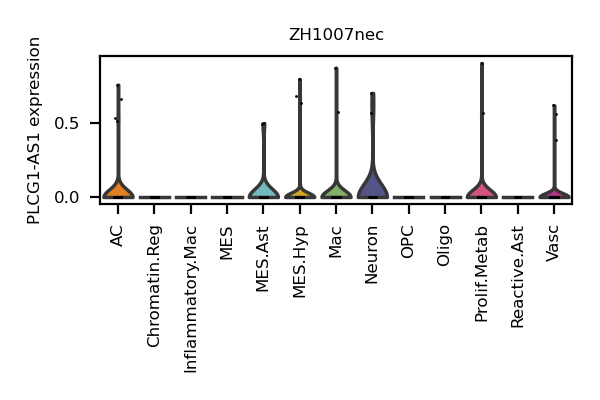 ZH1007nec
PLCG1-AS1 expression
0.5
0.0
AC
Chromatin.Reg
Inflammatory.Mac
MES
MES.Ast
MES.Hyp
Mac
Neuron
OPC
Oligo
Prolif.Metab
Reactive.Ast
Vasc